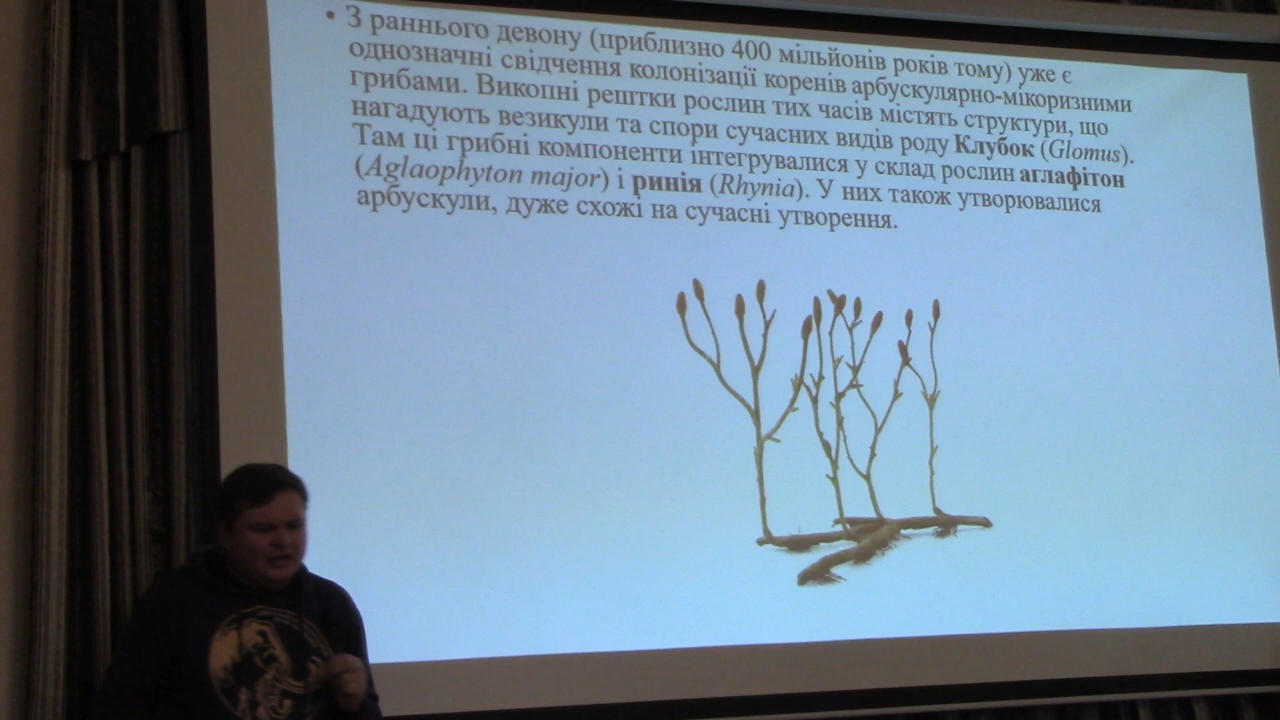 • З раннього девону (приблизно 400 мільйонів років тому) уже є
однозначні свідчення колонізації коренів арбускулярно-мікоризними
грибами. Викопні рештки рослин тих часів містять структури, що
нагадують везикули та спори сучасних видів роду Клубок (Glomus).
Там ці грибні компоненти інтегрувалися у склад рослин аглафітон
(Aglaophyton major) і ринія (Rhynia). У них також утворювалися
арбускули, дуже схожі на сучасні утворення.